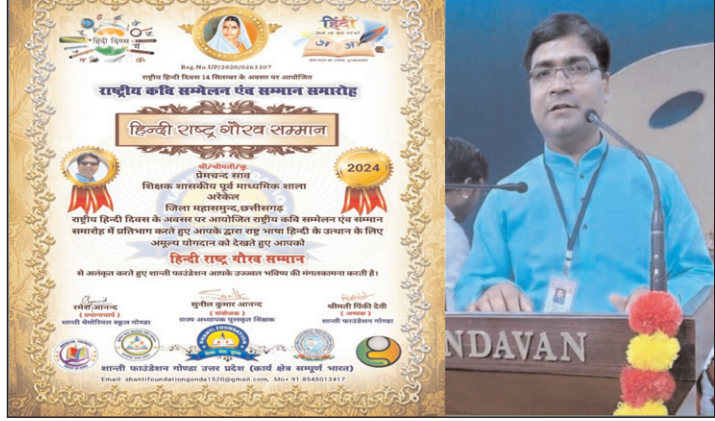 हिन्दी दिवस
हिंदी
अ अ
Reg.No.UP/2020/0263307
राष्ट्रीय हिन्दी दिवस 14 सितम्बर के अवसर पर आयोजित
राष्ट्रीय कवि सम्मेलन एंव सम्मान समारोह
हिन्दी राष्ट्र गौरव सम्मान
2024
श्री/श्रीमती/कु.
प्रेमचन्द साव
शिक्षक शासकीय पूर्व माध्यमिक शाला
अरेकेल
जिला महासमुन्द,छत्तीसगढ़
राष्ट्रीय हिन्दी दिवस के अवसर पर आयोजित राष्ट्रीय कवि सम्मेलन एंव सम्मान
समारोह में प्रतिभाग करते हुए आपके द्वारा राष्ट्र भाषा हिन्दी के उत्थान के लिए
अमूल्य योगदान को देखते हुए आपको
हिन्दी राष्ट्र गौरव सम्मान
से अलंकृत करते हुए शान्ती फाउंडेशन आपके उज्जवल भविष्य की मंगलकामना करती है।
रमेश आनन्द
( प्रधानाचार्य )
शान्ती मेमोरियल स्कूल गोण्डा
सुनील कुमार आनन्द
( संयोजक )
राज्य अध्यापक पुरस्कृत शिक्षक
श्रीमती पिंकी देवी
( अध्यक्ष )
शान्ती फाउंडेशन गोण्डा
SHANTI FOUNDATION
शान्ती फाउंडेशन गोण्डा उत्तर प्रदेश (कार्य क्षेत्र सम्पूर्ण भारत)
Email: shantifoundationgonda1520@gmail.com, Mo+ 91 8545013417
NDAVAN